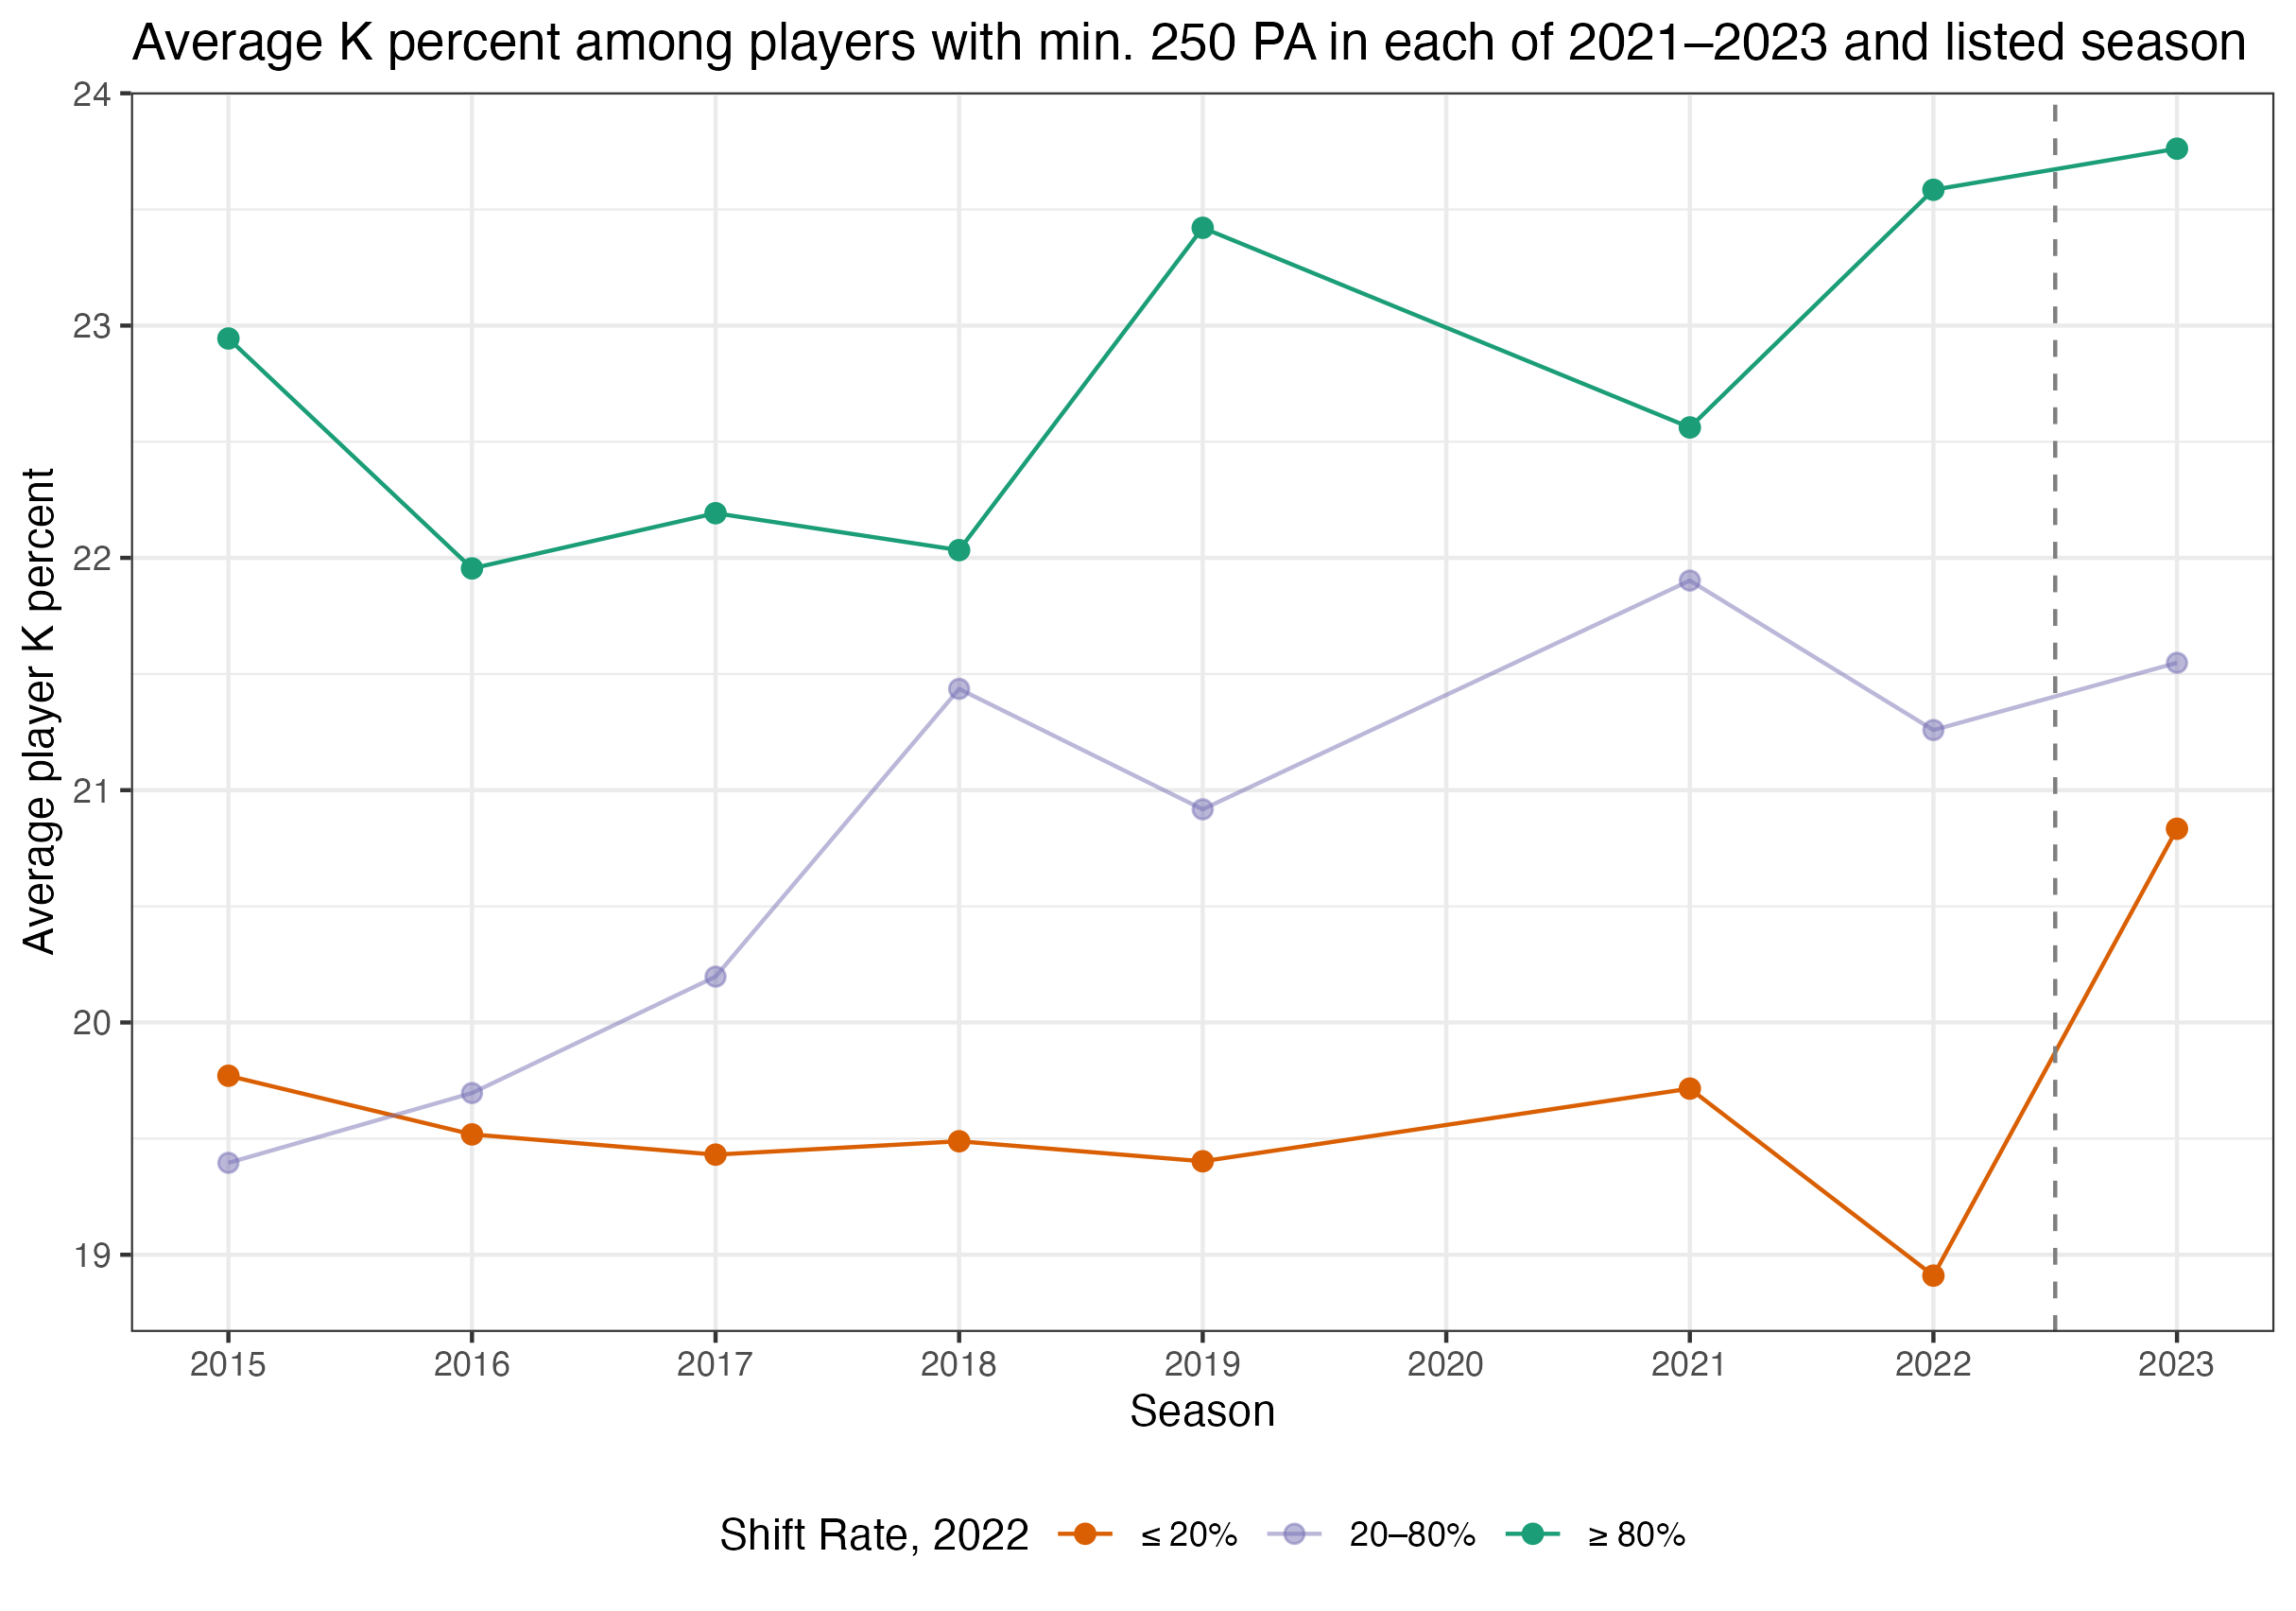 Average K percent among players with min. 250 PA in each of 2021–2023 and listed season
Average player K percent
24
23
22
21
20
19
2015 2016 2017 2018 2019 2020 2021 2022 2023
Season
Shift Rate, 2022 ≤ 20% 20–80% ≥ 80%